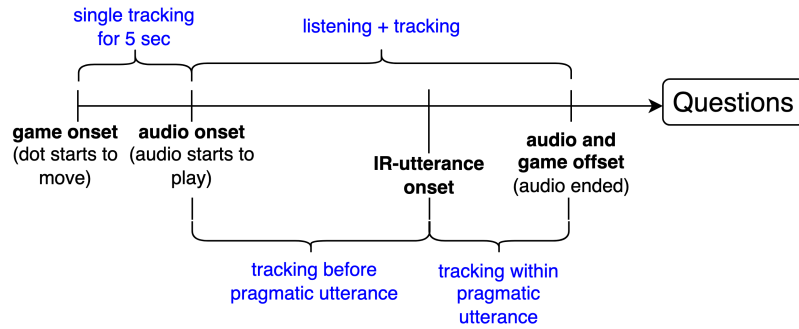 single tracking
for 5 sec
listening + tracking
game onset
(dot starts to
move)
audio onset
(audio starts to
play)
IR-utterance
onset
audio and
game offset
(audio ended)
Questions
tracking before
pragmatic utterance
tracking within
pragmatic
utterance